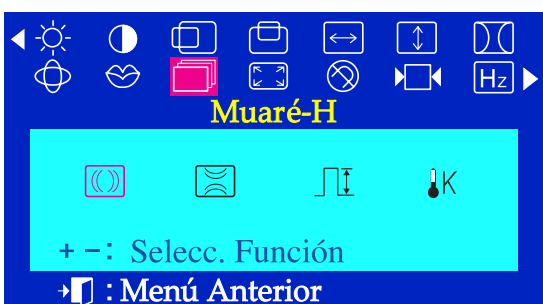 Hz
Muaré-H
K
+ -: Selecc. Función
: Menú Anterior